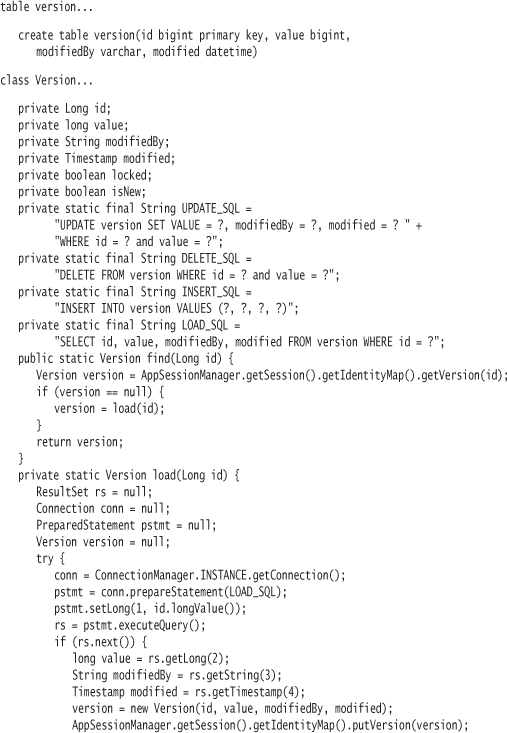 table version...
create table version(id bigint primary key, value bigint,
modifiedBy varchar, modified datetime)
class Version...
private Long id;
private long value;
private String modifiedBy;
private Timestamp modified;
private boolean locked;
private boolean isNew;
private static final String UPDATE_SQL =
"UPDATE version SET VALUE = ?, modifiedBy = ?, modified = ? " +
"WHERE id = ? and value = ?";
private static final String DELETE_SQL =
"DELETE FROM version WHERE id = ? and value = ?";
private static final String INSERT_SQL =
"INSERT INTO version VALUES (?, ?, ?, ?)";
private static final String LOAD_SQL =
"SELECT id, value, modifiedBy, modified FROM version WHERE id = ?";
public static Version find(Long id) {
Version version = AppSessionManager.getSession().getIdentityMap().getVersion(id);
if (version == null) {
version = load(id);
}
return version;
}
private static Version load(Long id) {
ResultSet rs = null;
Connection conn = null;
PreparedStatement pstmt = null;
Version version = null;
try {
conn = ConnectionManager.INSTANCE.getConnection();
pstmt = conn.prepareStatement(LOAD_SQL);
pstmt.setLong(1, id.longValue());
rs = pstmt.executeQuery();
if (rs.next()) {
long value = rs.getLong(2);
String modifiedBy = rs.getString(3);
Timestamp modified = rs.getTimestamp(4);
version = new Version(id, value, modifiedBy, modified);
AppSessionManager.getSession().getIdentityMap().putVersion(version);